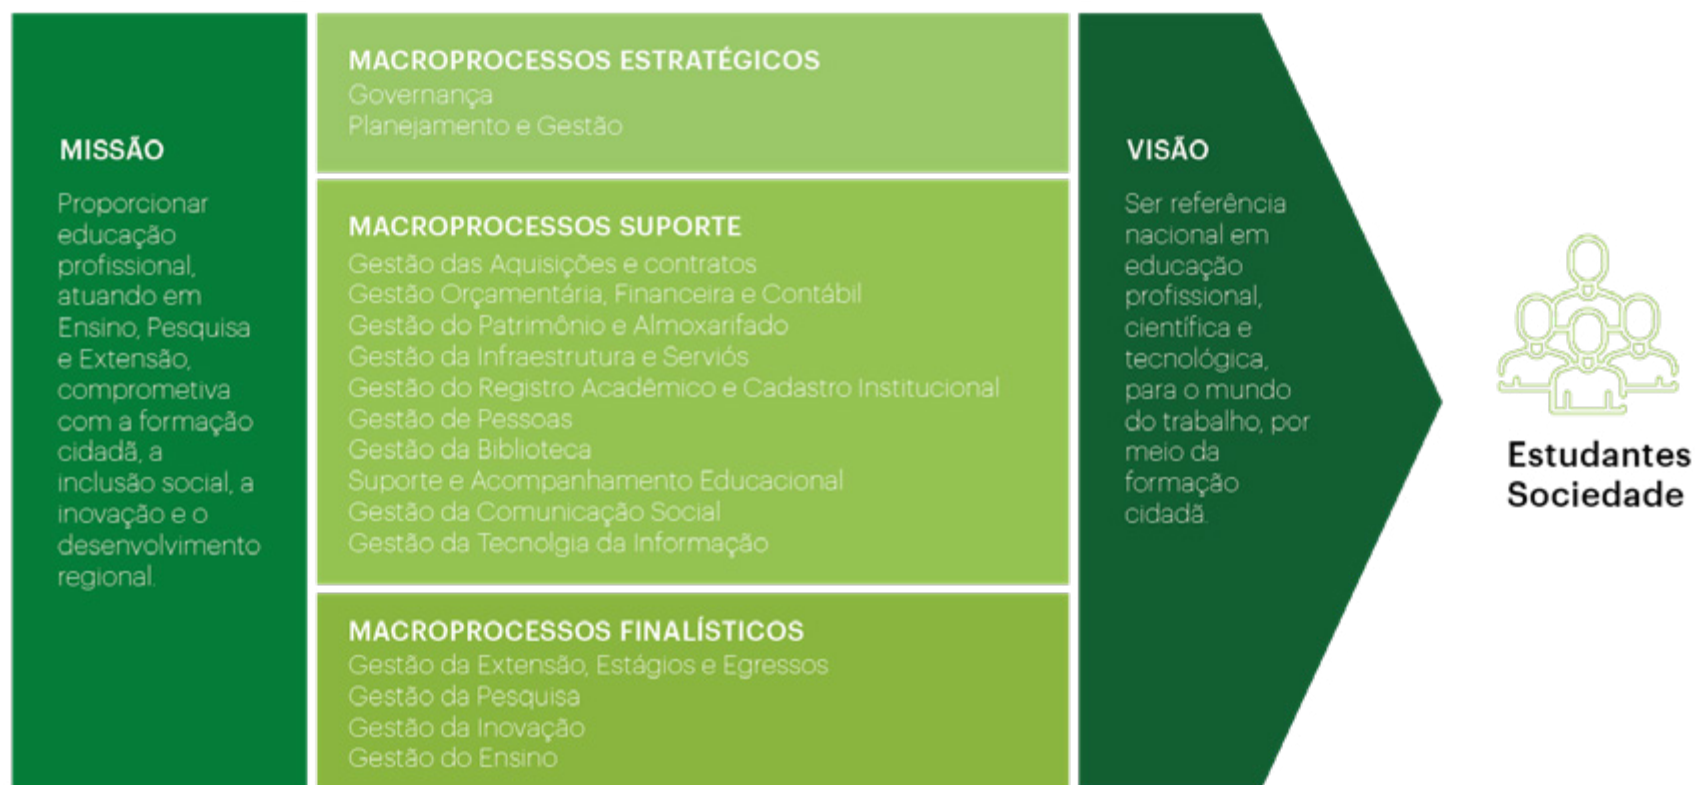 MISSÃO
Proporcionar
educação
profissional,
atuando em
Ensino, Pesquisa
e Extensão,
comprometiva
com a formação
cidadã, a
inclusão social, a
inovação e o
desenvolvimento
regional.
MACROPROCESSOS ESTRATÉGICOS
Governança
Planejamento e Gestão
MACROPROCESSOS SUPORTE
Gestão das Aquisições e contratos
Gestão Orçamentária, Financeira e Contábil
Gestão do Patrimônio e Almoxarifado
Gestão da Infraestrutura e Serviós
Gestão do Registro Acadêmico e Cadastro Institucional
Gestão de Pessoas
Gestão da Biblioteca
Suporte e Acompanhamento Educacional
Gestão da Comunicação Social
Gestão da Tecnolgia da Informação
MACROPROCESSOS FINALÍSTICOS
Gestão da Extensão, Estágios e Egressos
Gestão da Pesquisa
Gestão da Inovação
Gestão do Ensino
VISÃO
Ser referência
nacional em
educação
profissional,
científica e
tecnológica,
para o mundo
do trabalho, por
meio da
formação
cidadã.
Estudantes
Sociedade